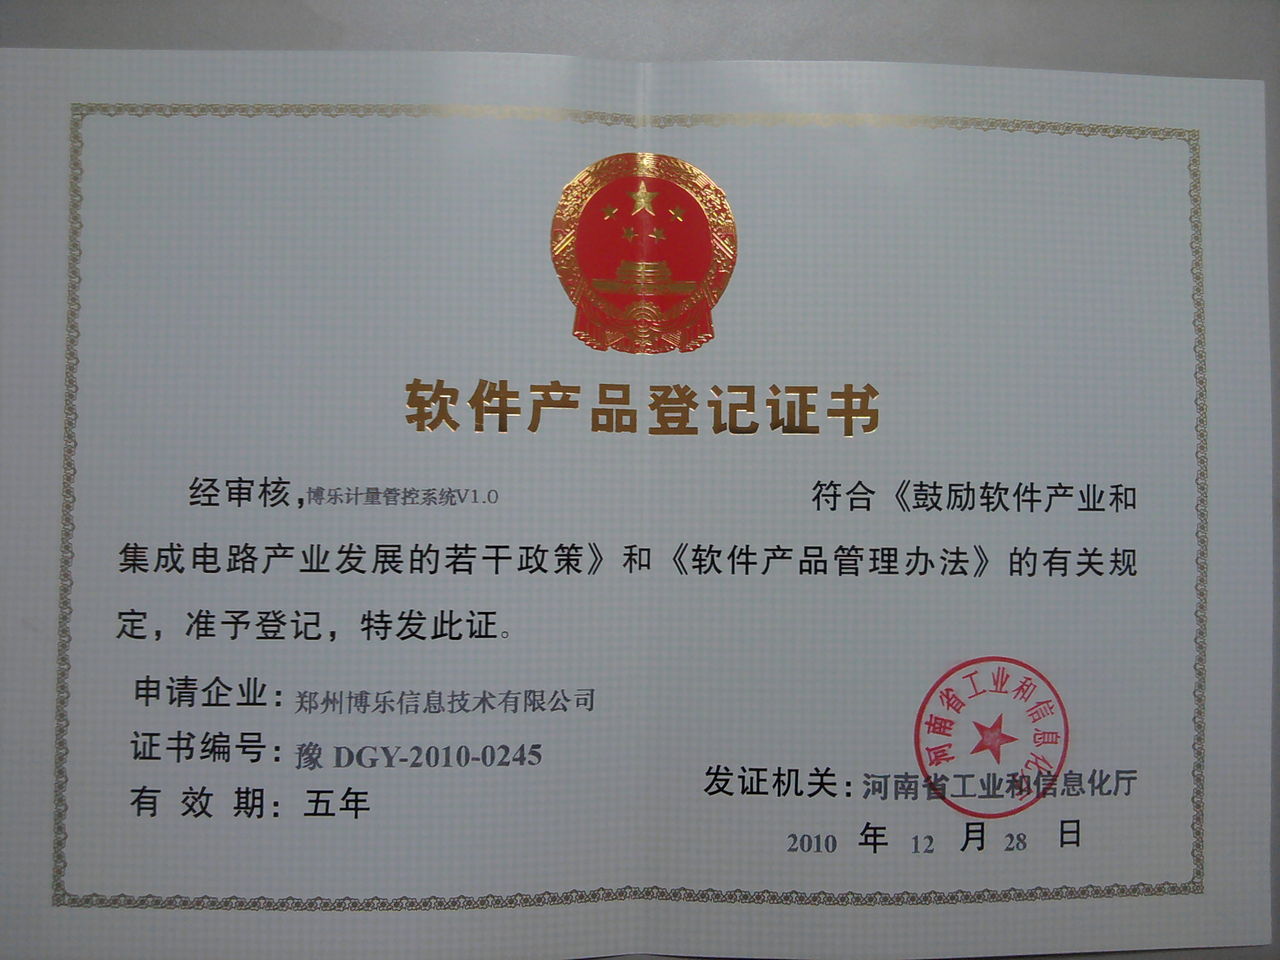 软件产品登记证书
经审核，博乐计量管控系统V1.0 符合《鼓励软件产业和
集成电路产业发展的若干政策》和《软件产品管理办法》的有关规
定，准予登记，特发此证。
申请企业：郑州博乐信息技术有限公司
证书编号：豫 DGY-2010-0245
有 效 期：五年
河南省工业和信息化厅
发证机关：河南省工业和信息化厅
2010 年 12 月 28 日